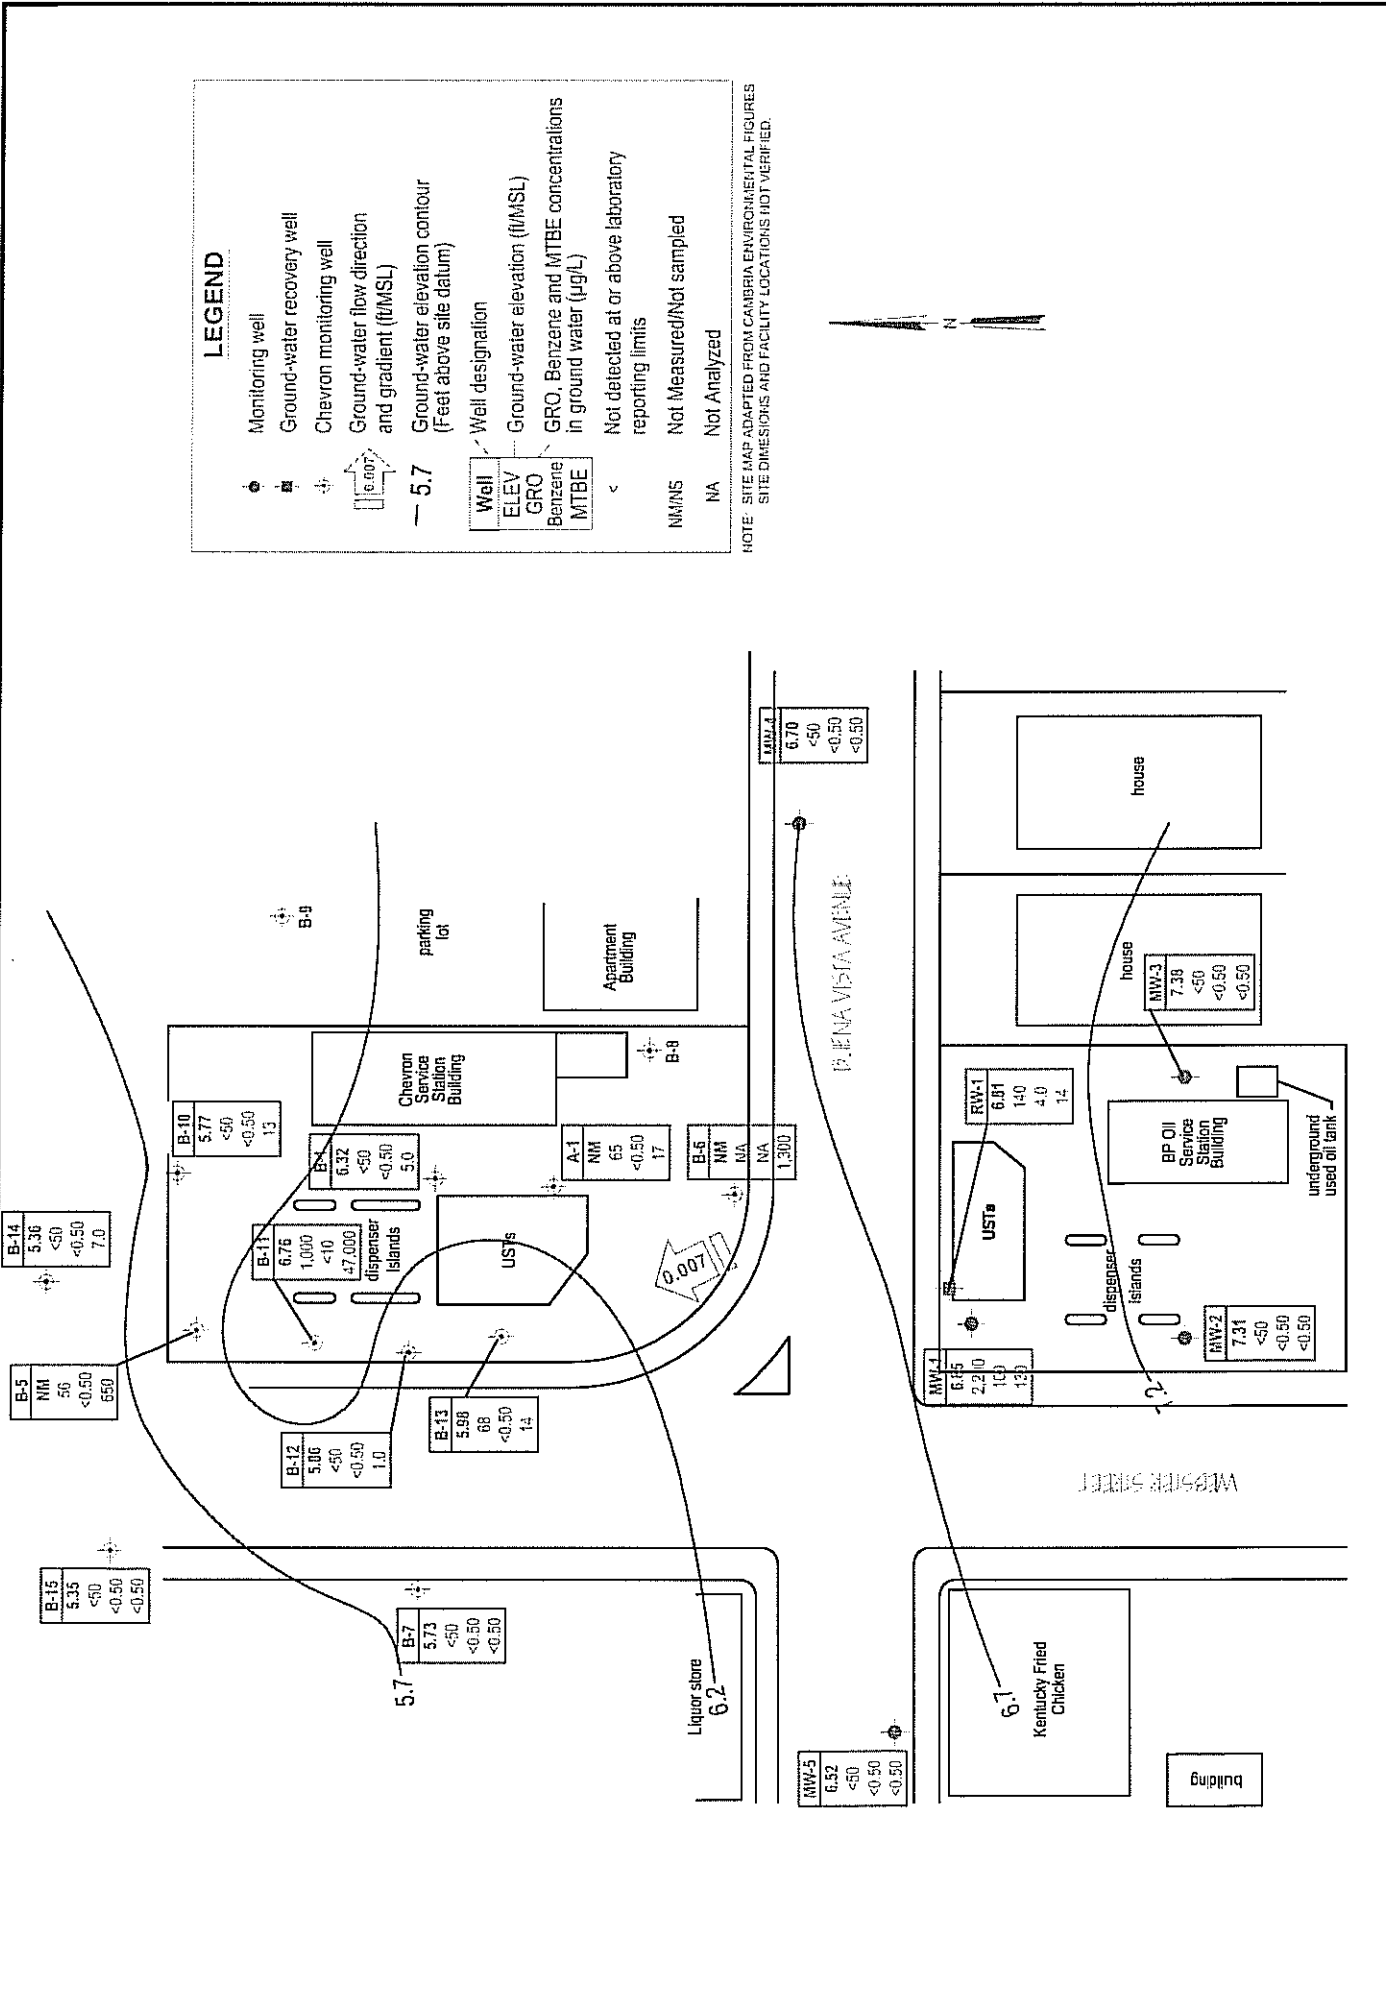 LEGEND
Monitoring well
Ground-water recovery well
Chevron monitoring well
0.007
Ground-water flow direction
and gradient (ft/MSL)
5.7
Ground-water elevation contour
(Feet above site datum)
Well
ELEV
GRO
Benzene
MTBE
Well designation
Ground-water elevation (ft/MSL)
GRO, Benzene and MTBE concentrations
in ground water (µg/L)
<
Not detected at or above laboratory
reporting limits
NM/NS
Not Measured/Not sampled
NA
Not Analyzed
NOTE: SITE MAP ADAPTED FROM CAMBRIA ENVIRONMENTAL FIGURES
SITE DIMESIONS AND FACILITY LOCATIONS NOT VERIFIED.
N
B-15
5.35
<50
<0.50
<0.50
B-5
NM
56
<0.50
650
B-14
5.36
<50
<0.50
7.0
B-10
5.77
<50
<0.50
13
B-9
B-11
6.76
1,000
<10
47,000
B-4
6.32
<50
<0.50
5.0
B-12
5.86
<50
<0.50
1.0
B-13
5.98
68
<0.50
14
B-7
5.73
<50
<0.50
<0.50
5.7
dispenser
islands
USTs
Chevron
Service
Station
Building
parking
lot
Apartment
Building
A-1
NM
65
<0.50
17
B-8
B-6
NM
NA
NA
1,300
0.007
Liquor store
6.2
MW-4
6.70
<50
<0.50
<0.50
BUENA VISTA AVENUE
MW-5
6.52
<50
<0.50
<0.50
6.7
Kentucky Fried
Chicken
building
WEBSTER STREET
MW-1
RW-1
6.81
140
4.0
14
USTs
dispenser
islands
BP Oil
Service
Station
Building
underground
used oil tank
MW-2
7.31
<50
<0.50
<0.50
MW-3
7.38
<50
<0.50
<0.50
7.2
house
house